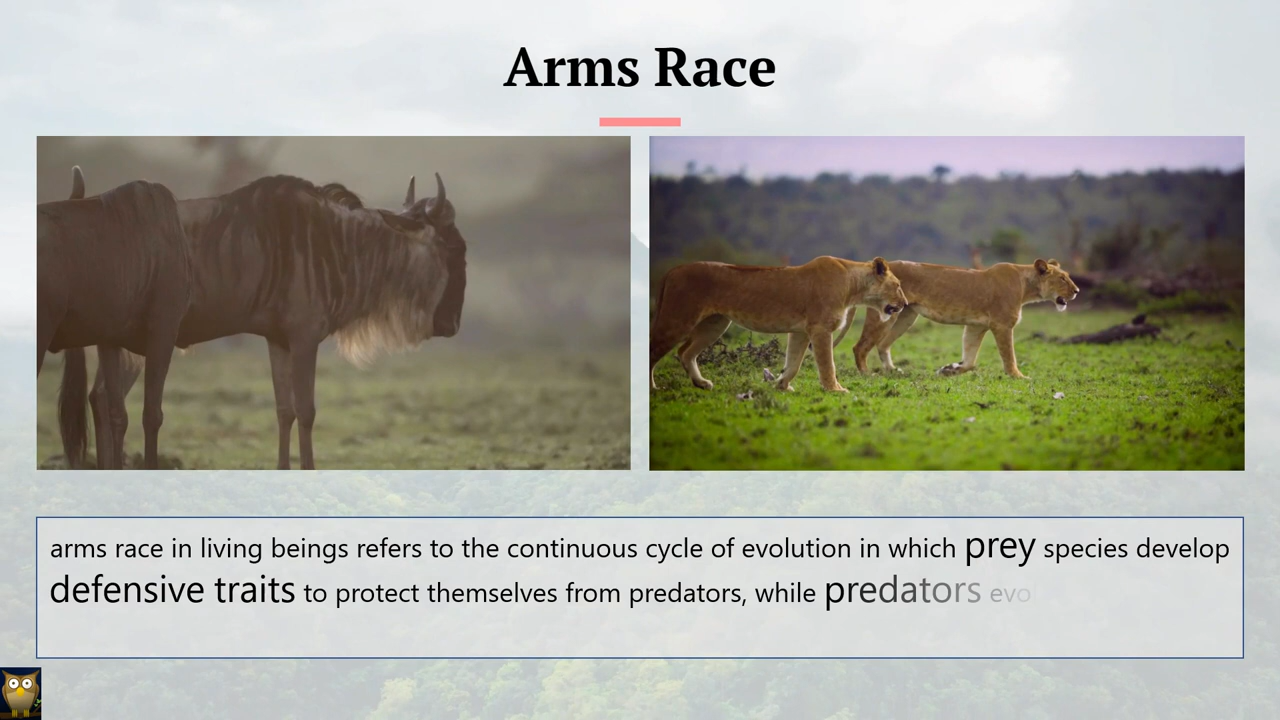 Arms Race
arms race in living beings refers to the continuous cycle of evolution in which prey species develop
defensive traits to protect themselves from predators, while predators evo